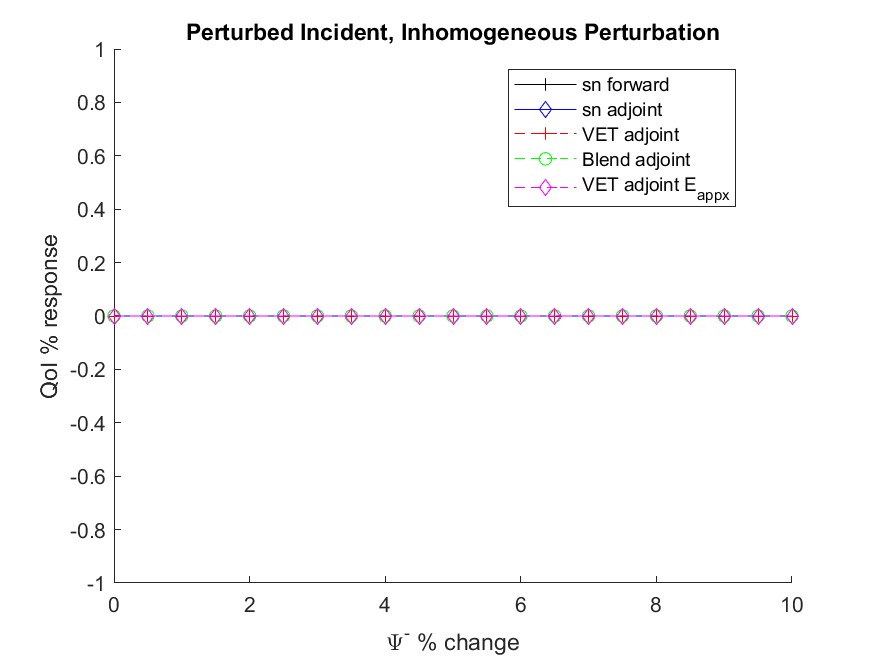 Perturbed Incident, Inhomogeneous Perturbation
1
0.8
0.6
0.4
0.2
0
-0.2
-0.4
-0.6
-0.8
-1
QoI % response
sn forward
sn adjoint
VET adjoint
Blend adjoint
VET adjoint E_appx
0 2 4 6 8 10
Ψ⁻ % change